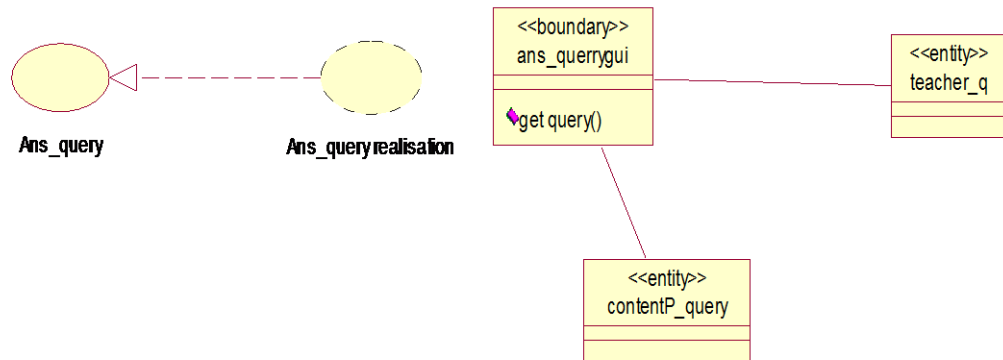 Ans_query
Ans_query realisation
<<boundary>>
ans_querrygui
get query()
<<entity>>
teacher_q
<<entity>>
contentP_query